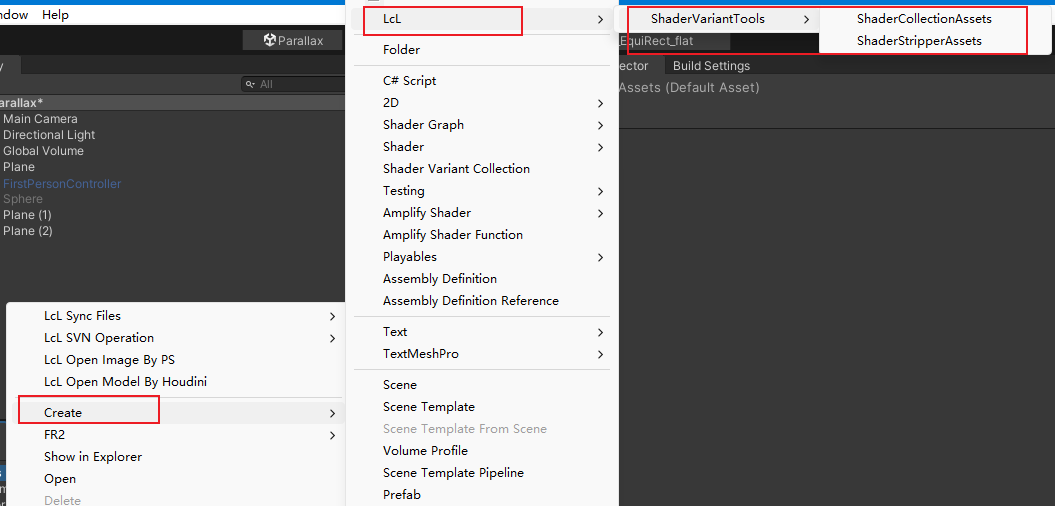 ndow Help
Parallax
All
arallax*
Main Camera
Directional Light
Global Volume
Plane
FirstPersonController
Sphere
Plane (1)
Plane (2)
LcL Sync Files
LcL SVN Operation
LcL Open Image By PS
LcL Open Model By Houdini
Create
FR2
Show in Explorer
Open
Delete
LcL
Folder
C# Script
2D
Shader Graph
Shader
Shader Variant Collection
Testing
Amplify Shader
Amplify Shader Function
Playables
Assembly Definition
Assembly Definition Reference
Text
TextMeshPro
Scene
Scene Template
Scene Template From Scene
Volume Profile
Scene Template Pipeline
Prefab
ShaderVariantTools
ShaderCollectionAssets
ShaderStripperAssets
EquiRect_flat
ector Build Settings
Assets (Default Asset)